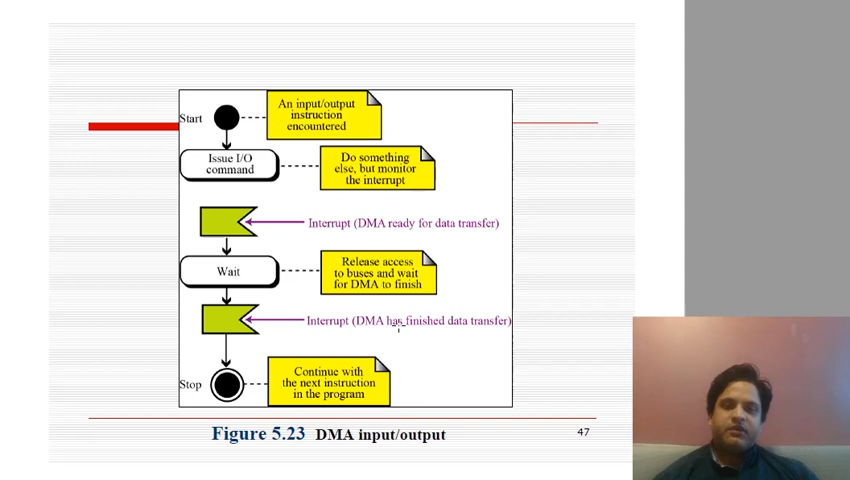 Start
An input/output
instruction
encountered
Issue I/O
command
Do something
else, but monitor
the interrupt
Interrupt (DMA ready for data transfer)
Wait
Release access
to buses and wait
for DMA to finish
Interrupt (DMA has finished data transfer)
Stop
Continue with
the next instruction
in the program
Figure 5.23 DMA input/output
47